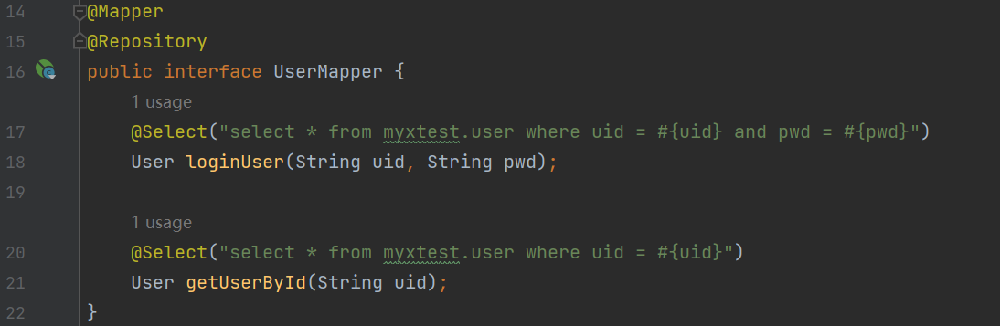 14 @Mapper
15 @Repository
16 public interface UserMapper {
1 usage
17 @Select("select * from myxtest.user where uid = #{uid} and pwd = #{pwd}")
18 User loginUser(String uid, String pwd);
19
1 usage
20 @Select("select * from myxtest.user where uid = #{uid}")
21 User getUserById(String uid);
22 }